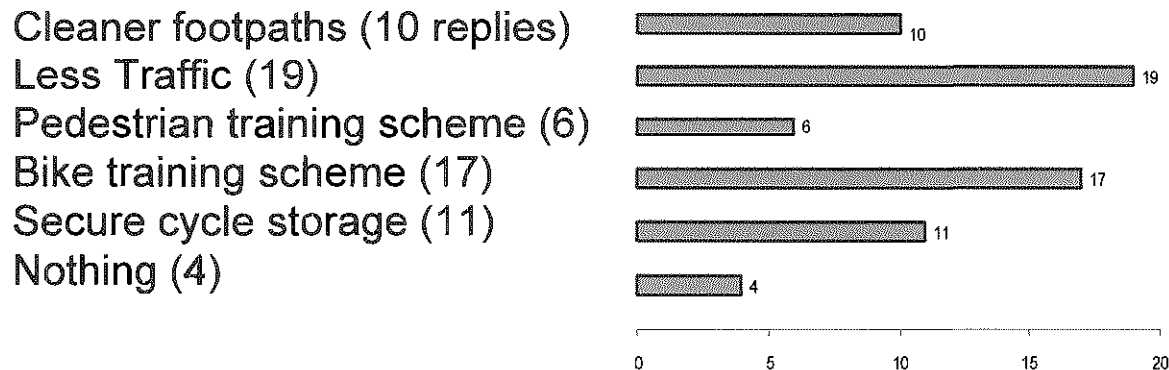 Cleaner footpaths (10 replies)
10
Less Traffic (19)
19
Pedestrian training scheme (6)
6
Bike training scheme (17)
17
Secure cycle storage (11)
11
Nothing (4)
4
0 5 10 15 20